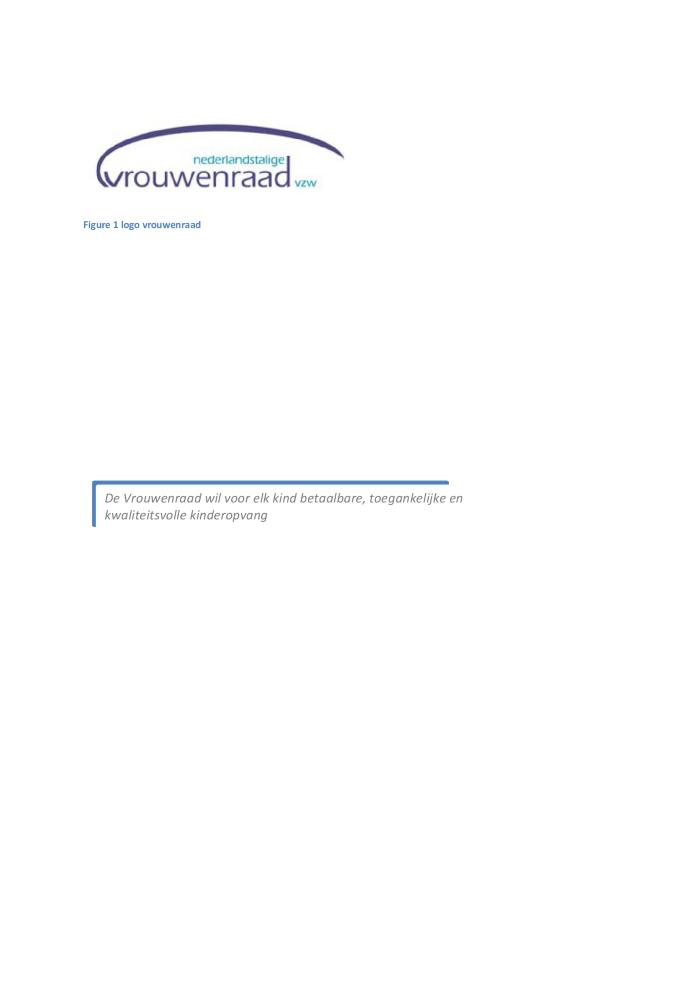 nederlandstalige
vrouwenraad vzw
Figure 1 logo vrouwenraad
De Vrouwenraad wil voor elk kind betaalbare, toegankelijke en
kwaliteitsvolle kinderopvang